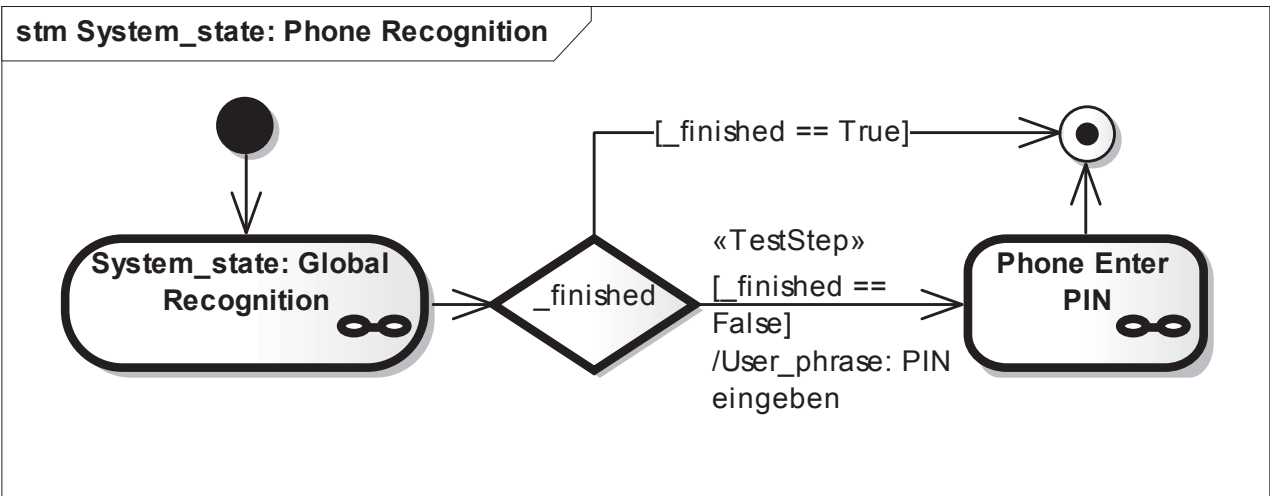 stm System_state: Phone Recognition
[_finished == True]
System_state: Global
Recognition
_finished
«TestStep»
[_finished ==
False]
/User_phrase: PIN
eingeben
Phone Enter
PIN